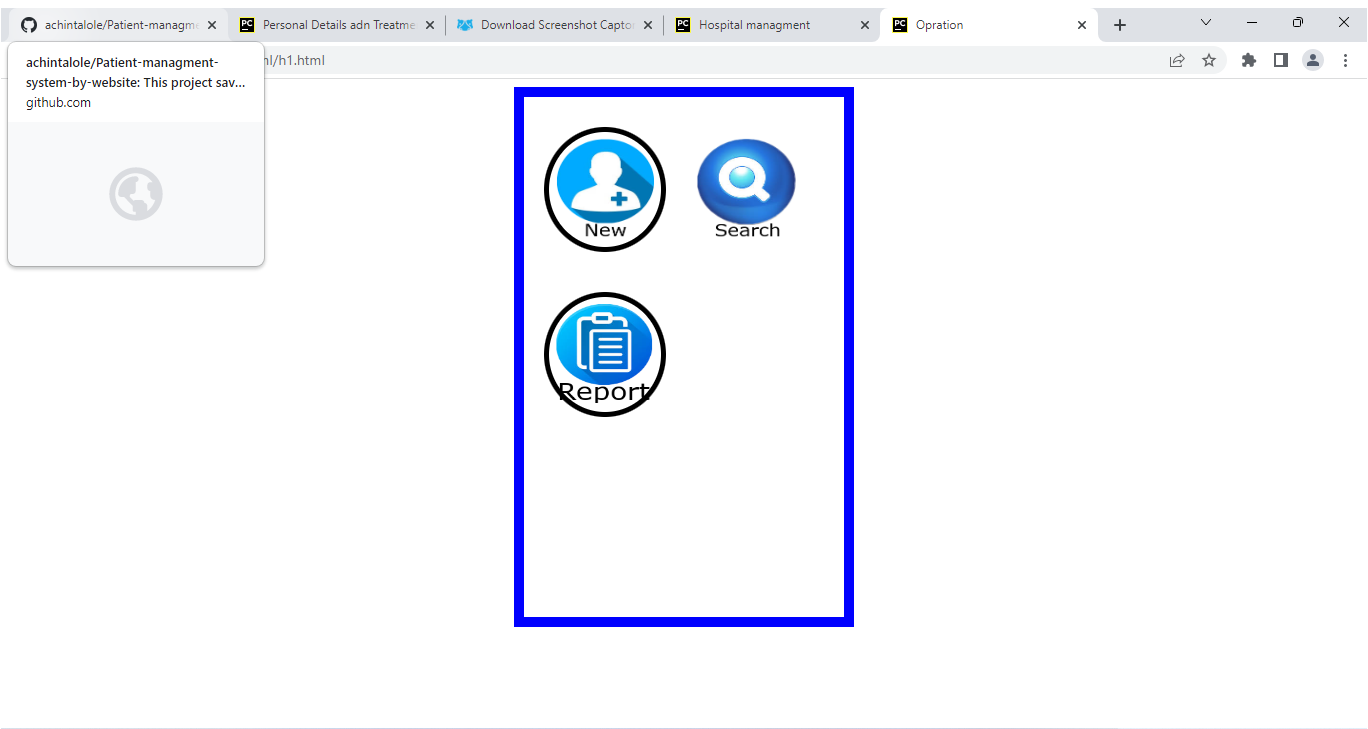 achintalole/Patient-managme
Personal Details adn Treatme
Download Screenshot Captor
Hospital managment
Opration
ml/h1.html
achintalole/Patient-managment-
system-by-website: This project sav...
github.com
New
Search
Report